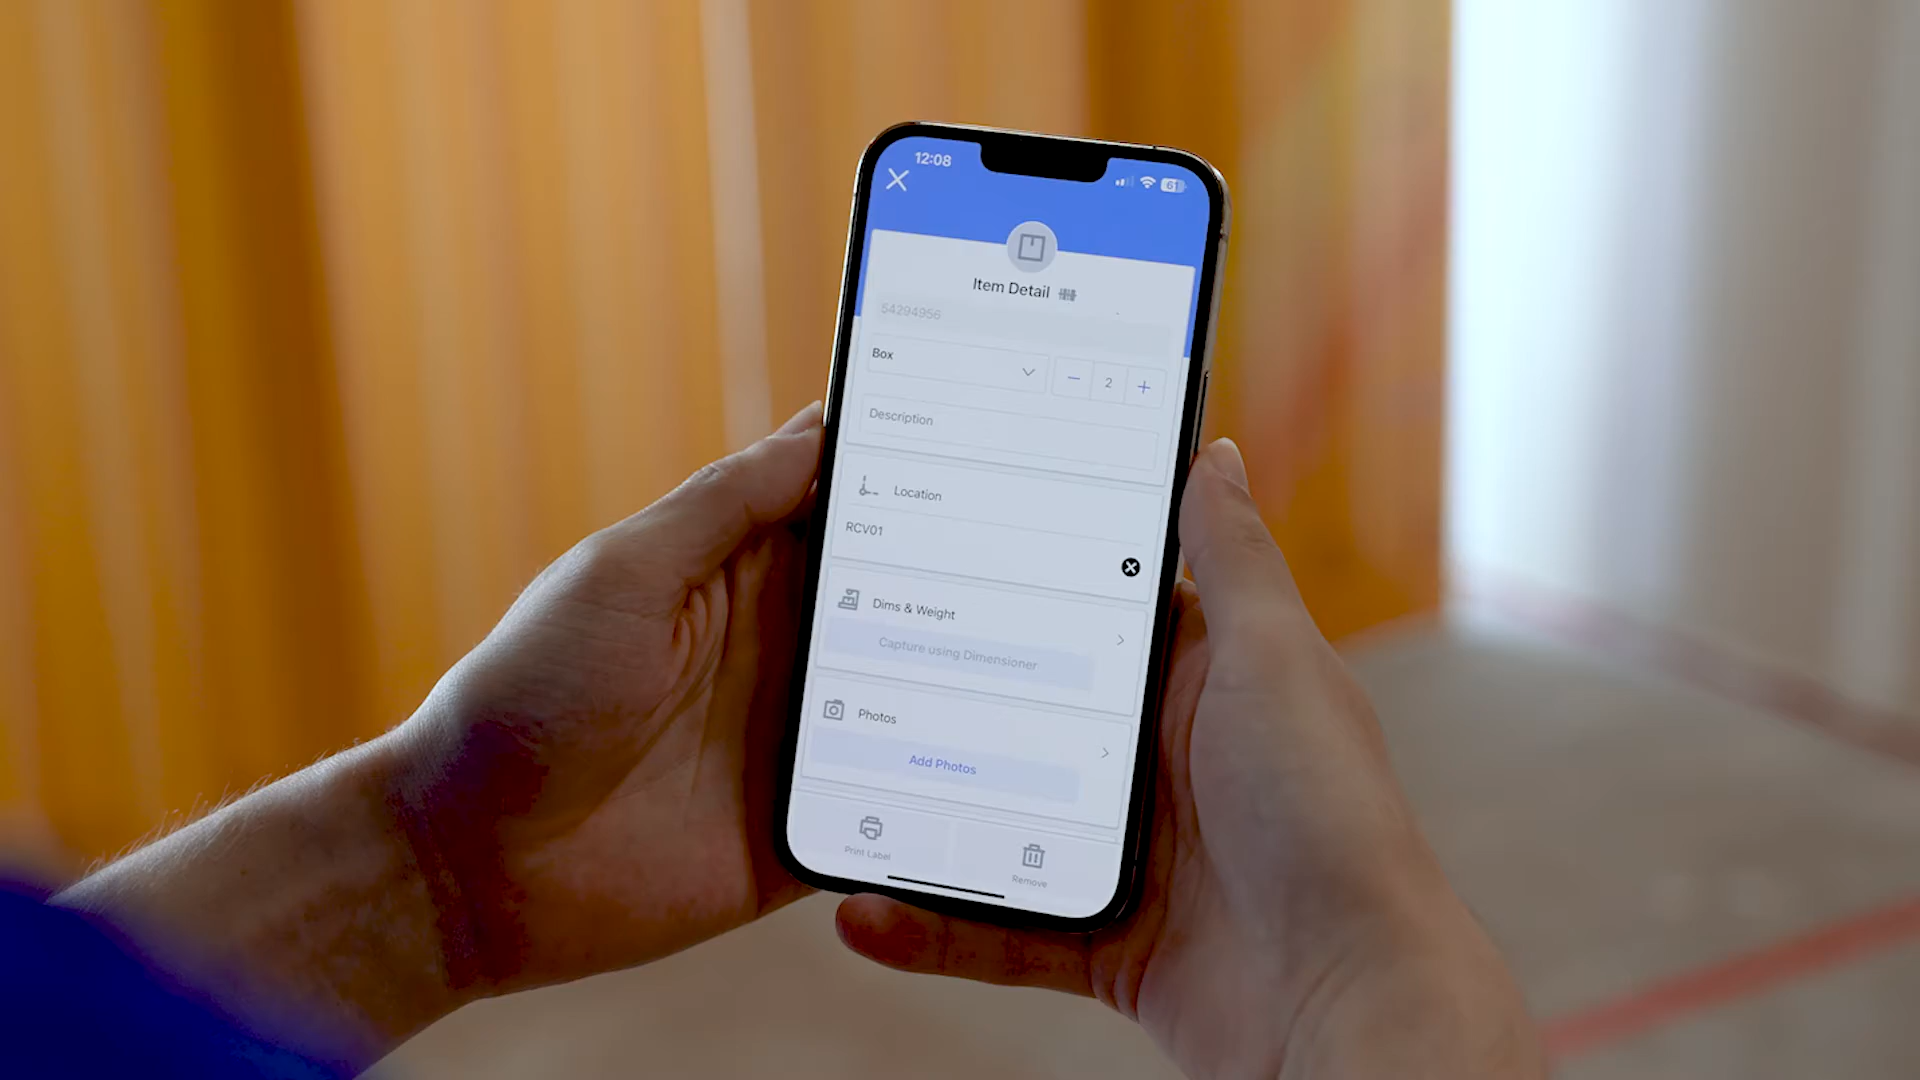 12:08
61
Item Detail
54294956
Box
2
Description
Location
RCV01
Dims & Weight
Capture using Dimensioner
Photos
Add Photos
Print Label
Remove